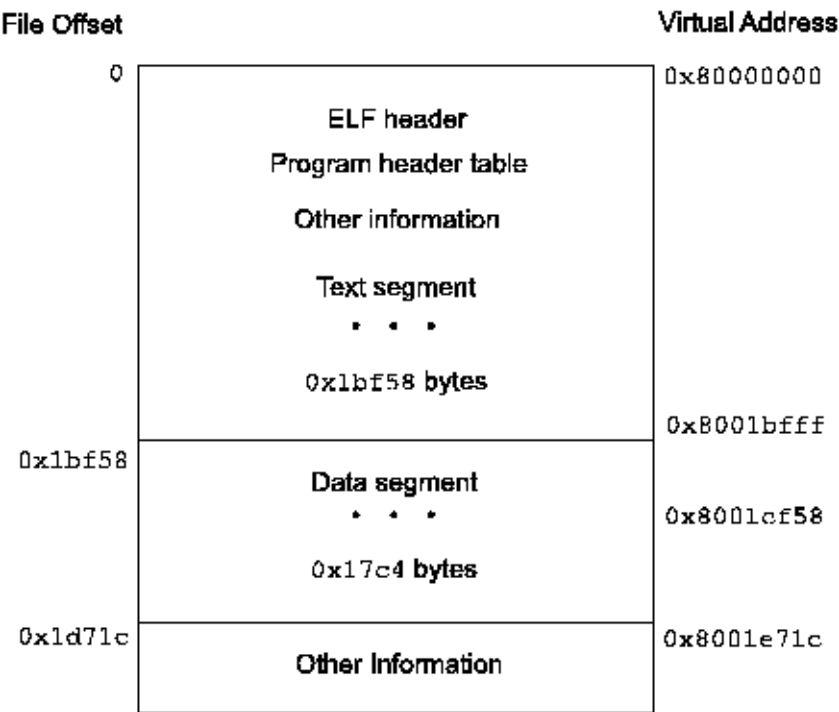 File Offset
Virtual Address
0
0x80000000
ELF header
Program header table
Other information
Text segment
. . .
0x1bf58 bytes
0x8001bfff
0x1bf58
Data segment
. . .
0x8001cf58
0x17c4 bytes
0x1d71c
0x8001e71c
Other Information